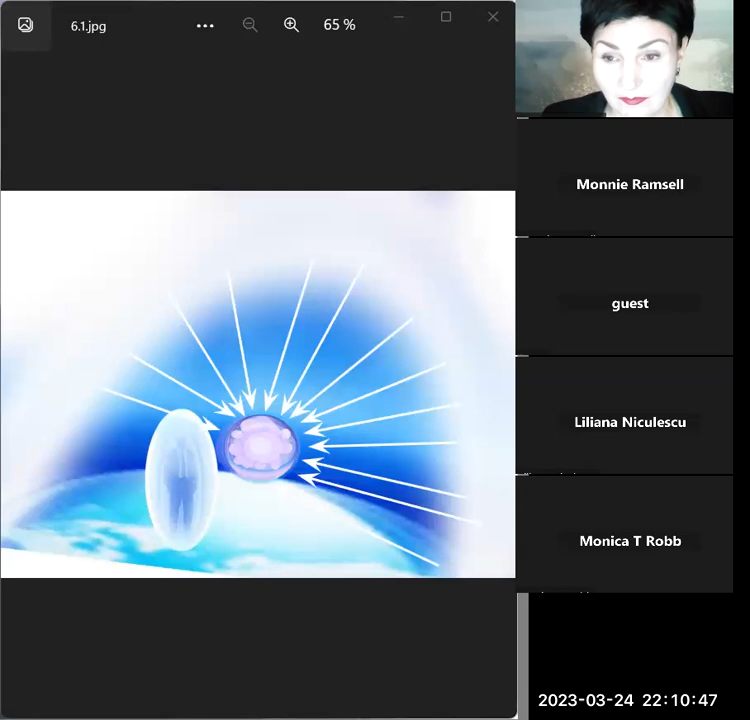 6.1.jpg
65 %
Monnie Ramsell
guest
Liliana Niculescu
Monica T Robb
2023-03-24 22:10:47